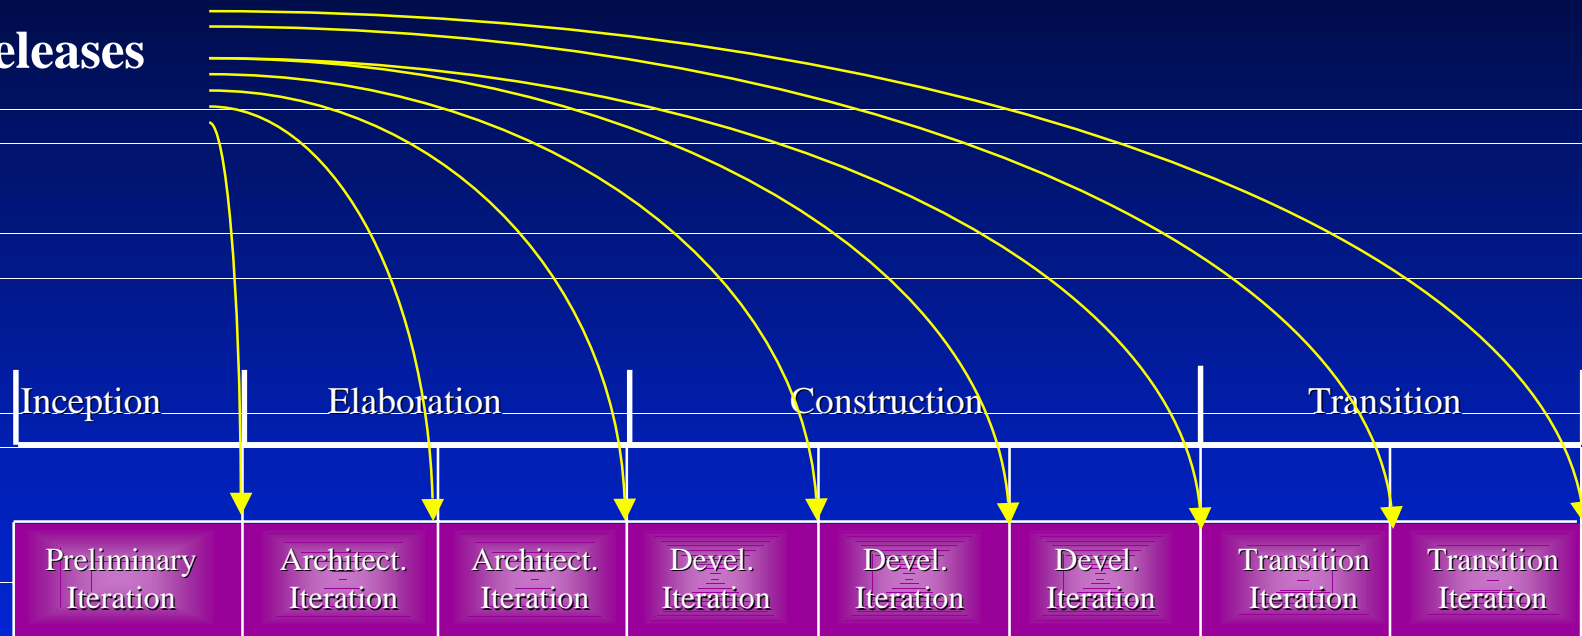 eleases
Inception Elaboration Construction Transition
Preliminary Architect. Architect. Devel. Devel. Devel. Transition Transition
Iteration Iteration Iteration Iteration Iteration Iteration Iteration Iteration